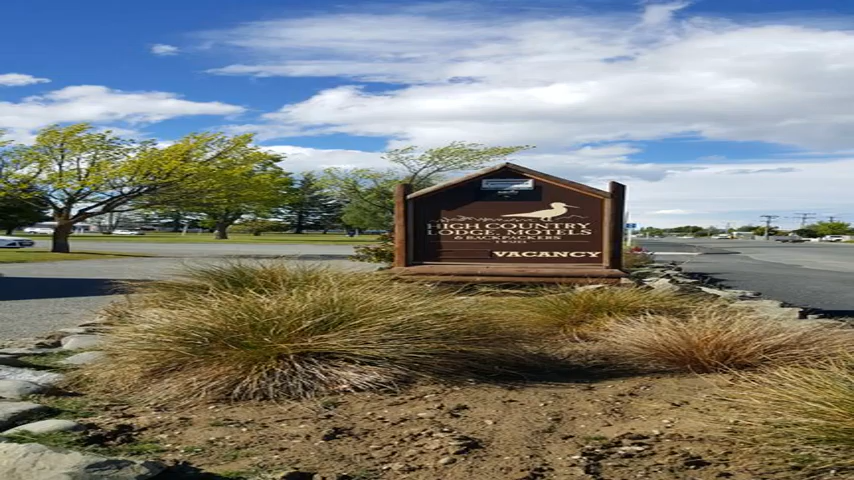 HIGH COUNTRY
LODGE, MOTELS
& BACKPACKERS
VACANCY